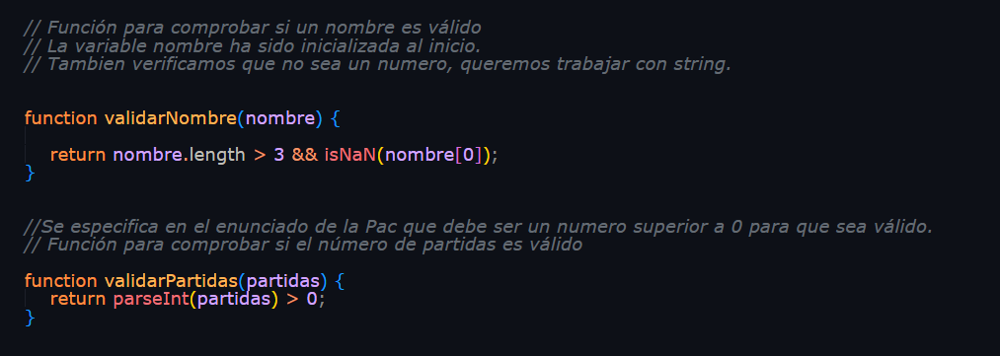 // Función para comprobar si un nombre es válido
// La variable nombre ha sido inicializada al inicio.
// Tambien verificamos que no sea un numero, queremos trabajar con string.
function validarNombre(nombre) {
return nombre.length > 3 && isNaN(nombre[0]);
}
//Se especifica en el enunciado de la Pac que debe ser un numero superior a 0 para que sea válido.
// Función para comprobar si el número de partidas es válido
function validarPartidas(partidas) {
return parseInt(partidas) > 0;
}